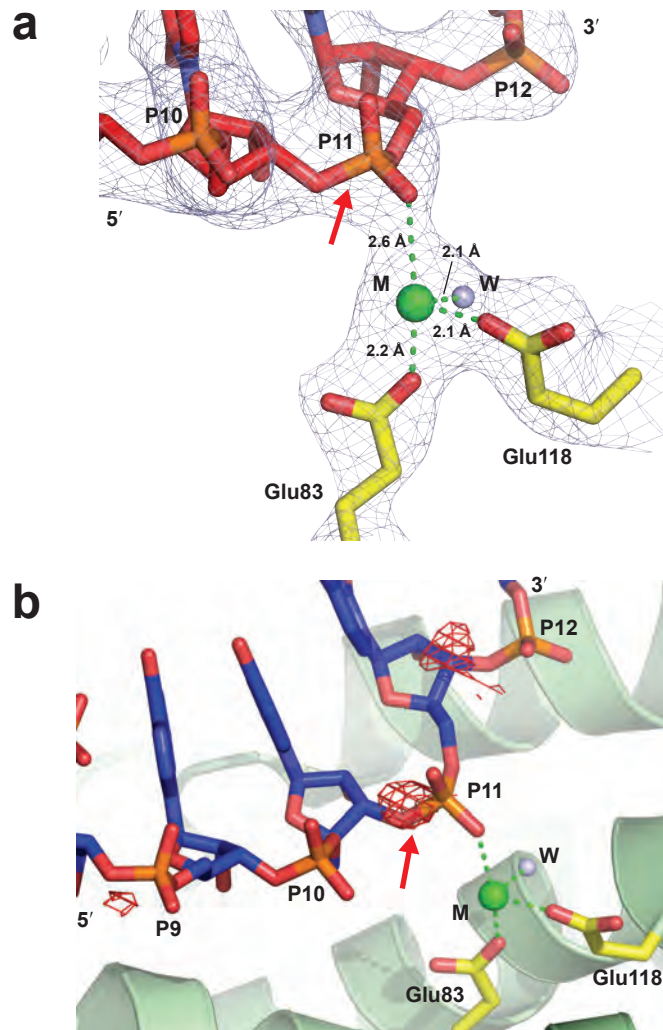 a
3′
P12
P10
P11
5′
2.6 Å
2.1 Å
M
W
2.1 Å
2.2 Å
Glu118
Glu83
b
3′
P12
P11
W
P10
M
5′
P9
Glu83
Glu118